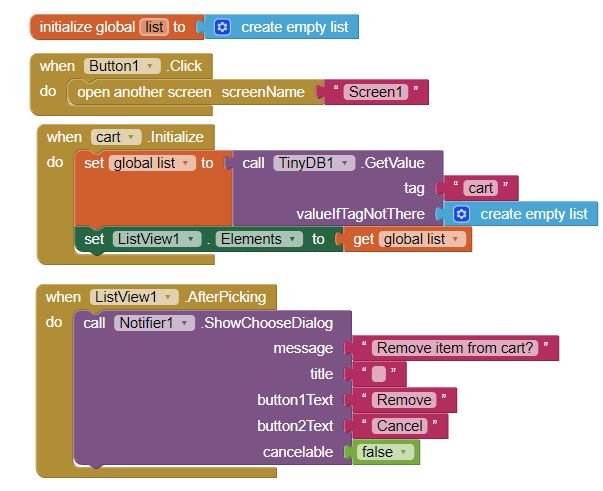 initialize global list to create empty list
when Button1 .Click
do open another screen screenName “ Screen1 ”
when cart .Initialize
do set global list to call TinyDB1 .GetValue
tag “ cart ”
valueIfTagNotThere create empty list
set ListView1 . Elements to get global list
when ListView1 .AfterPicking
do call Notifier1 .ShowChooseDialog
message “ Remove item from cart? ”
title “ ”
button1Text “ Remove ”
button2Text “ Cancel ”
cancelable false